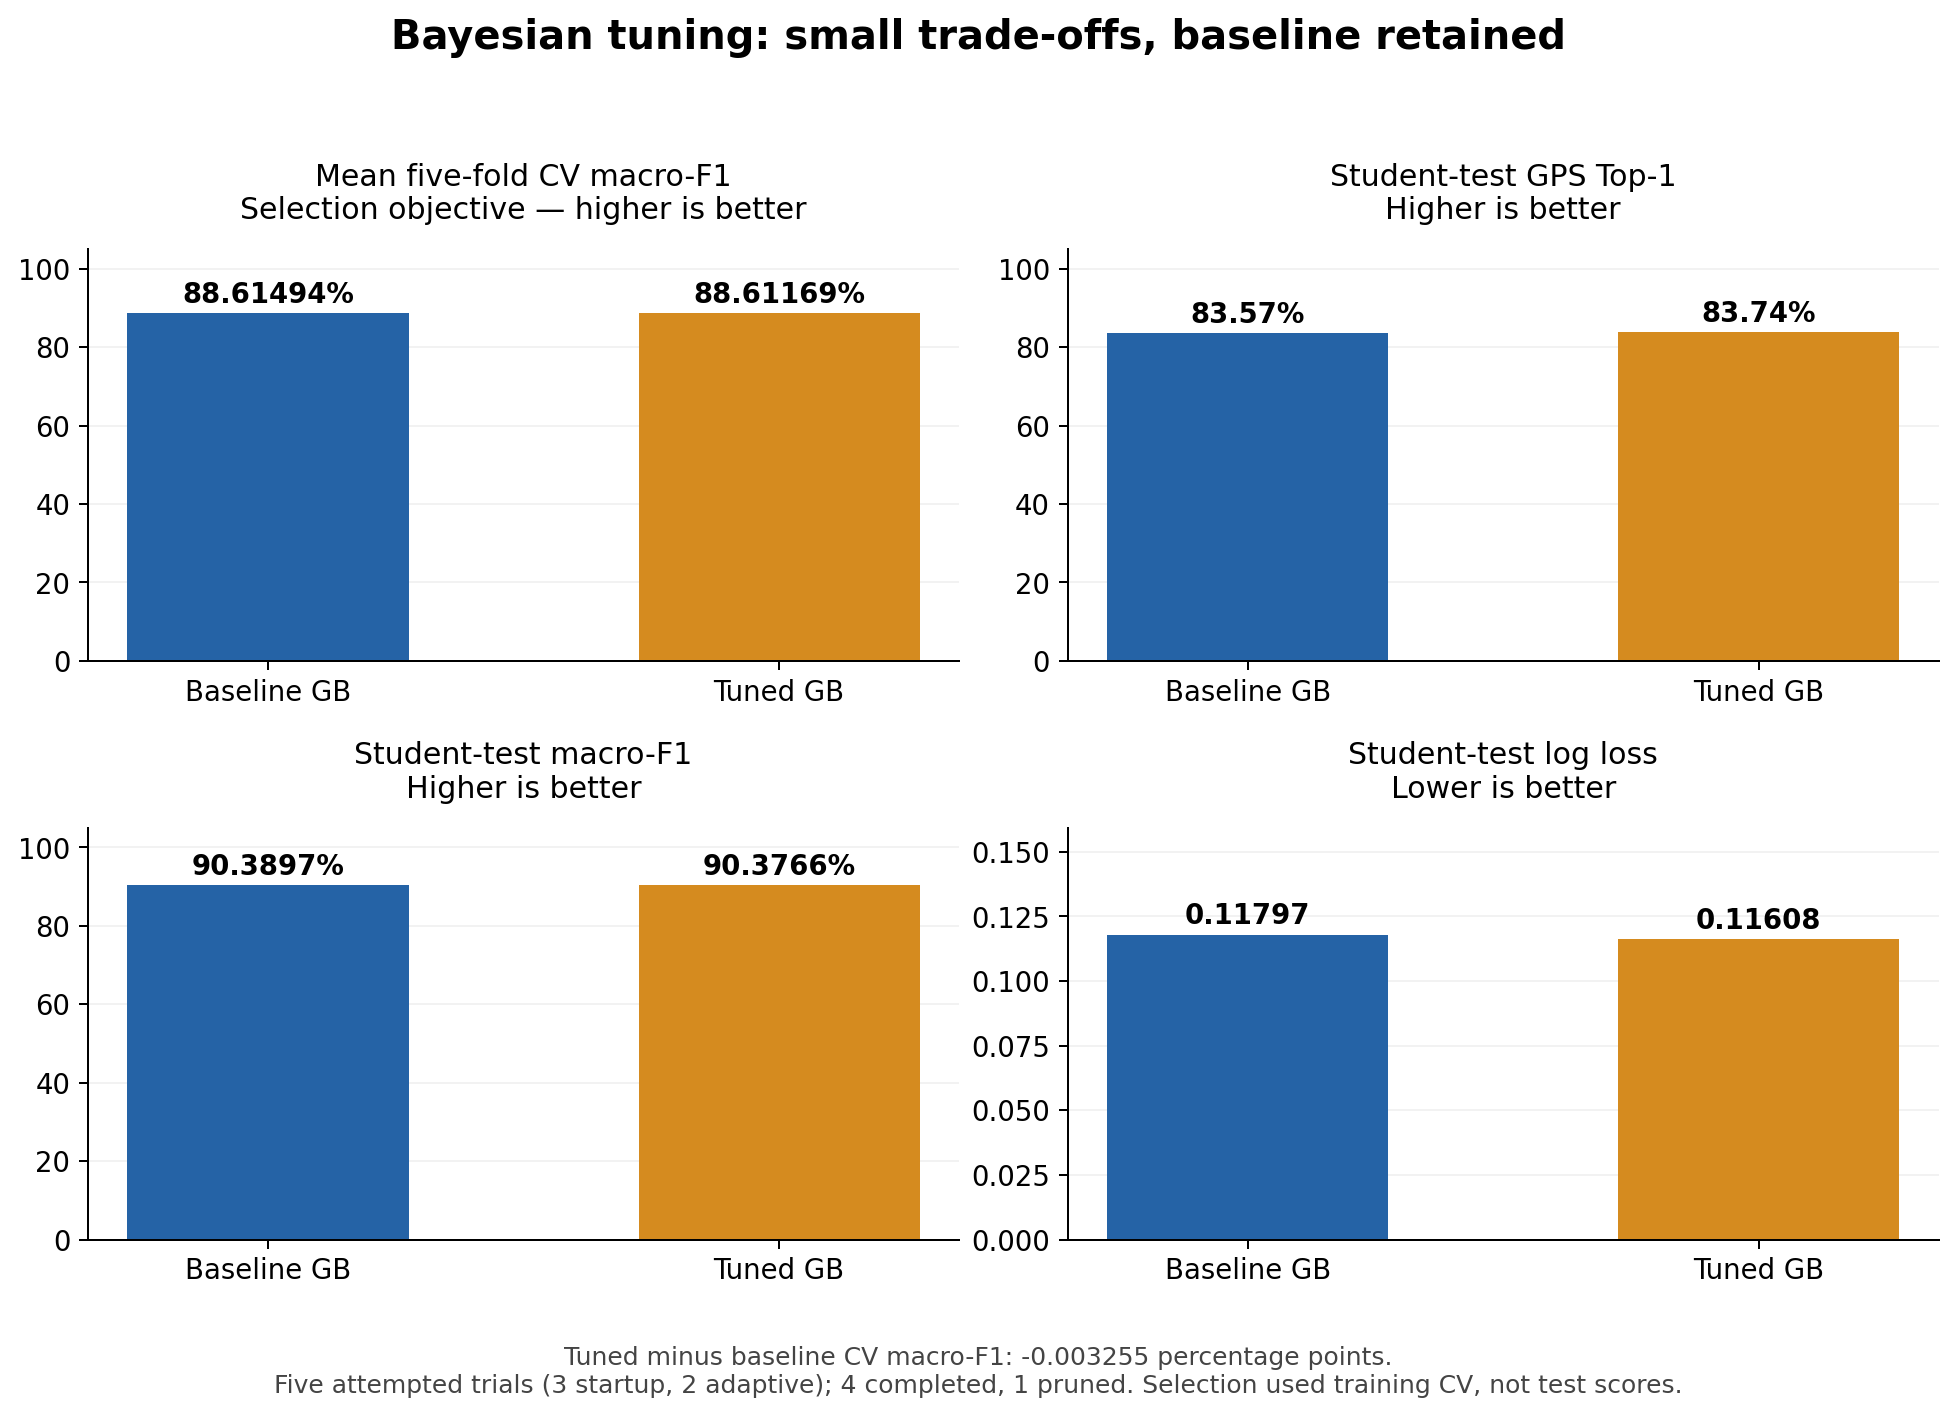 Bayesian tuning: small trade-offs, baseline retained
Mean five-fold CV macro-F1
Selection objective — higher is better
100
80
60
40
20
0
88.61494%
88.61169%
Baseline GB
Tuned GB
Student-test GPS Top-1
Higher is better
100
80
60
40
20
0
83.57%
83.74%
Baseline GB
Tuned GB
Student-test macro-F1
Higher is better
100
80
60
40
20
0
90.3897%
90.3766%
Baseline GB
Tuned GB
Student-test log loss
Lower is better
0.150
0.125
0.100
0.075
0.050
0.025
0.000
0.11797
0.11608
Baseline GB
Tuned GB
Tuned minus baseline CV macro-F1: -0.003255 percentage points.
Five attempted trials (3 startup, 2 adaptive); 4 completed, 1 pruned. Selection used training CV, not test scores.